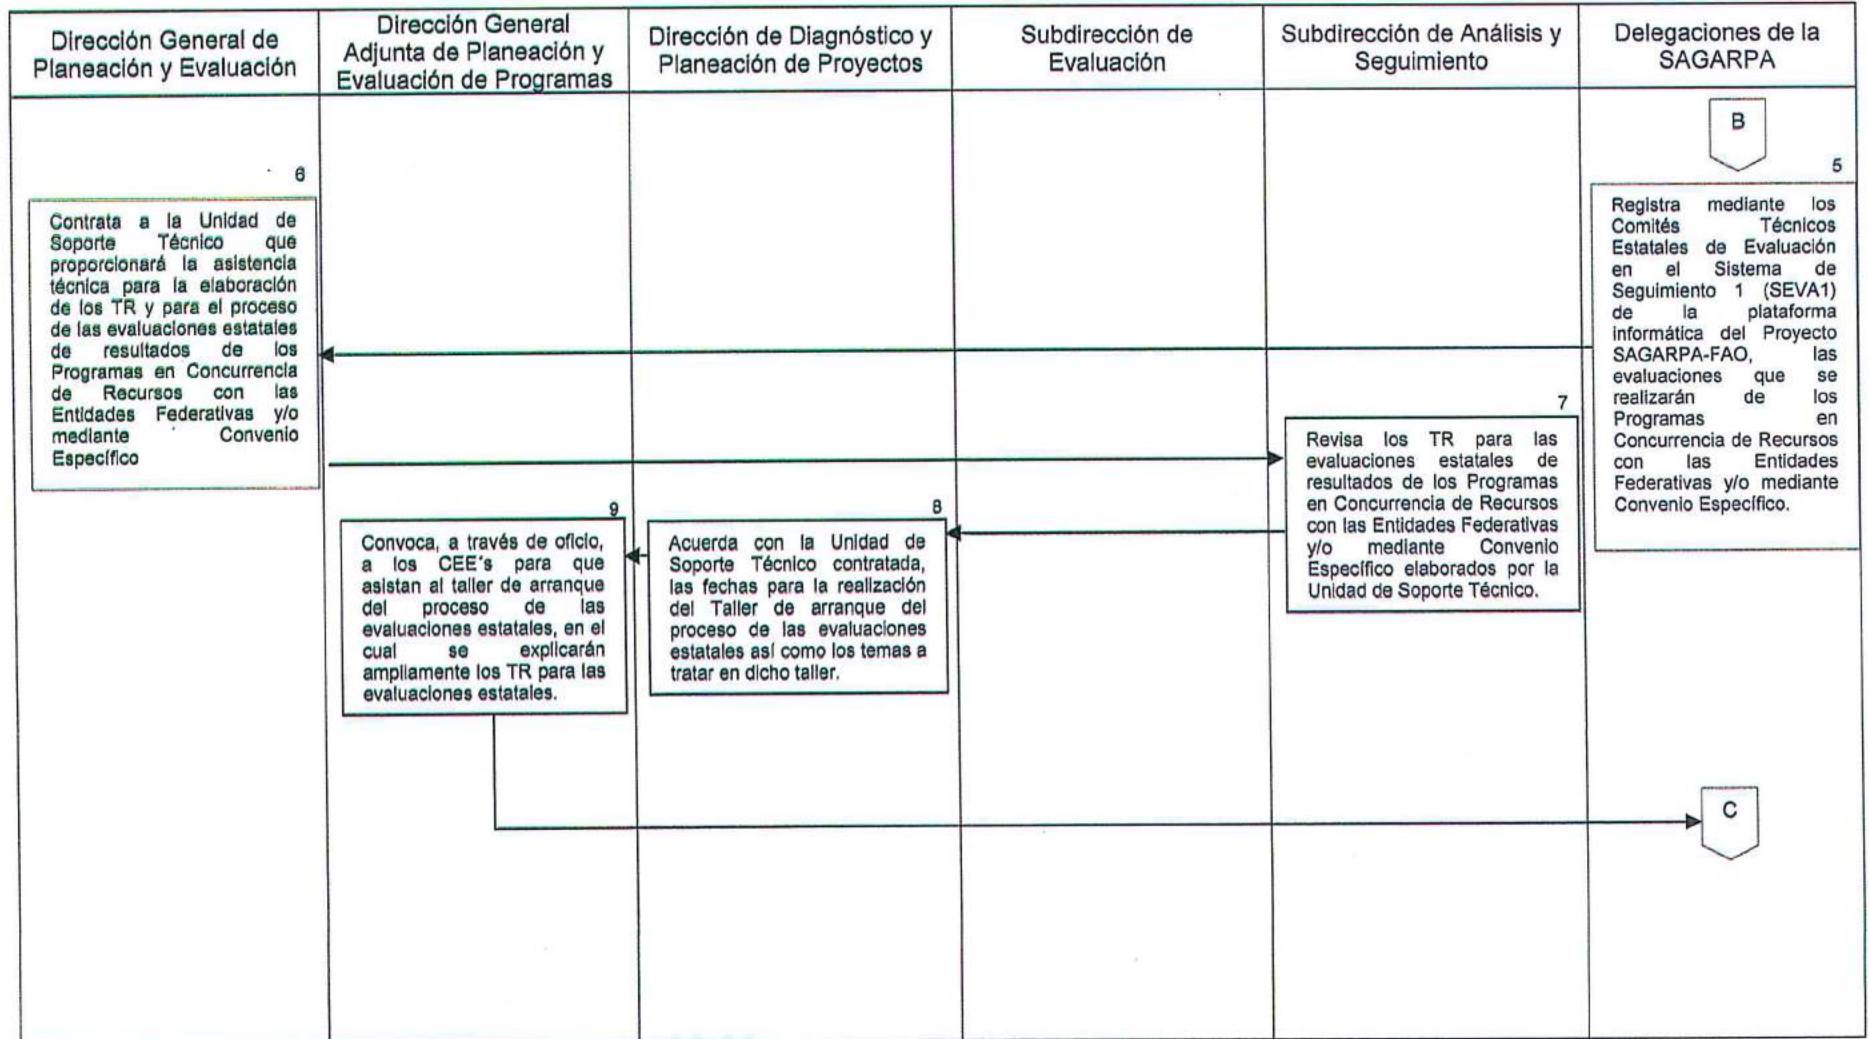 Dirección General de
Planeación y Evaluación
Dirección General
Adjunta de Planeación y
Evaluación de Programas
Dirección de Diagnóstico y
Planeación de Proyectos
Subdirección de
Evaluación
Subdirección de Análisis y
Seguimiento
Delegaciones de la
SAGARPA
B
5
Registra mediante los
Comités Técnicos
Estatales de Evaluación
en el Sistema de
Seguimiento 1 (SEVA1)
de la plataforma
informática del Proyecto
SAGARPA-FAO, las
evaluaciones que se
realizarán de los
Programas en
Concurrencia de Recursos
con las Entidades
Federativas y/o mediante
Convenio Específico.
6
Contrata a la Unidad de
Soporte Técnico que
proporcionará la asistencia
técnica para la elaboración
de los TR y para el proceso
de las evaluaciones estatales
de resultados de los
Programas en Concurrencia
de Recursos con las
Entidades Federativas y/o
mediante Convenio
Específico
7
Revisa los TR para las
evaluaciones estatales de
resultados de los Programas
en Concurrencia de Recursos
con las Entidades Federativas
y/o mediante Convenio
Específico elaborados por la
Unidad de Soporte Técnico.
8
Acuerda con la Unidad de
Soporte Técnico contratada,
las fechas para la realización
del Taller de arranque del
proceso de las evaluaciones
estatales así como los temas a
tratar en dicho taller.
9
Convoca, a través de oficio,
a los CEE's para que
asistan al taller de arranque
del proceso de las
evaluaciones estatales, en el
cual se explicarán
ampliamente los TR para las
evaluaciones estatales.
C